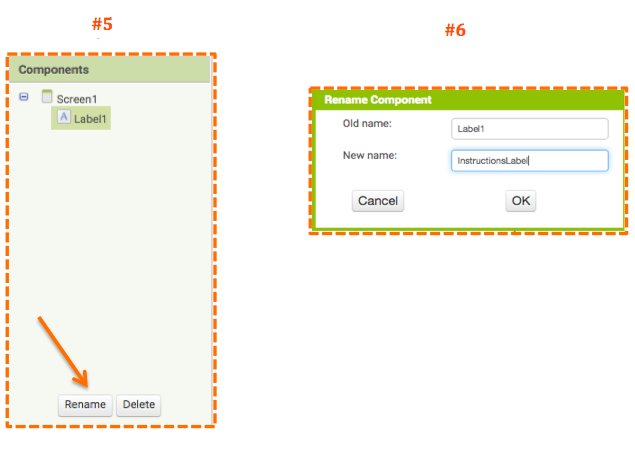 #5
Components
Screen1
A
Label1
Rename
Delete
#6
Rename Component
Old name:
Label1
New name:
InstructionsLabel
Cancel
OK